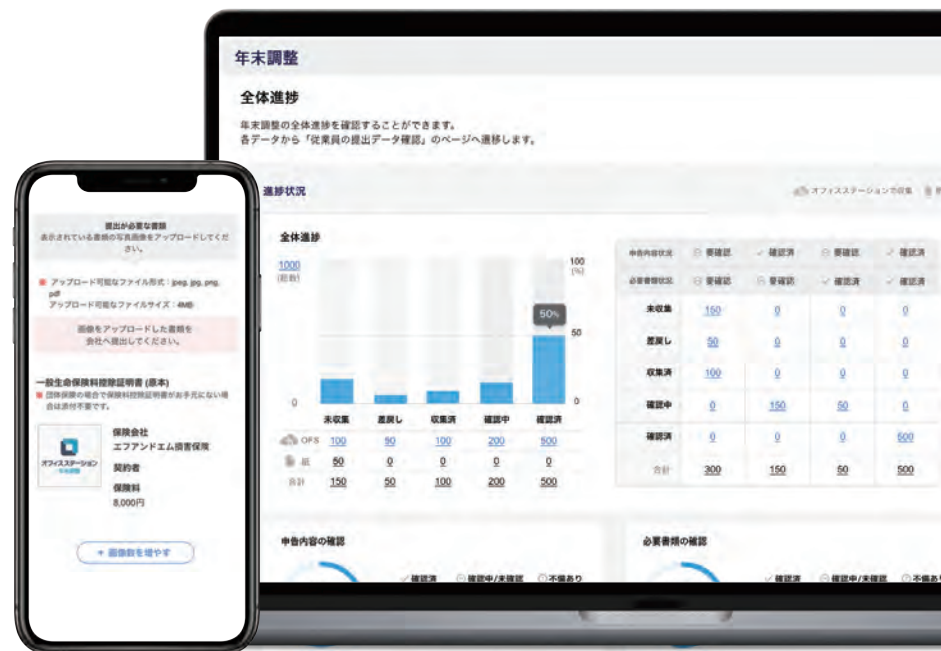 年末調整
全体進捗
年末調整の全体進捗を確認することができます。
各データから「従業員の提出データ確認」のページへ遷移します。
進捗状況
オフィスステーションで収集
全体進捗
1000
(総数)
100
(%)
50%
50
0
0
未収集 差戻し 収集済 確認中 確認済
OFS 100 50 100 200 500
紙 50 0 0 0 0
合計 150 50 100 200 500
申告内容状況 要確認 確認済 要確認 確認済
必要書類状況 要確認 要確認 確認済 確認済
未収集 150 0 0 0
差戻し 50 0 0 0
収集済 100 0 0 0
確認中 0 150 50 0
確認済 0 0 0 500
合計 300 150 50 500
申告内容の確認
確認済 確認中/未確認 不備あり
必要書類の確認
確認済 確認中/未確認 不備あり
提出が必要な書類
表示されている書類の写真画像をアップロードしてくだ
さい。
アップロード可能なファイル形式：jpeg, jpg, png,
pdf
アップロード可能なファイルサイズ：4MB
画像をアップロードした書類を
会社へ提出してください。
一般生命保険料控除証明書 (原本)
団体保険の場合で保険料控除証明書がお手元にない場
合は添付不要です。
オフィスステーション
年末調整
保険会社
エフアンドエム損害保険
契約者
保険料
8,000円
+ 画像数を増やす